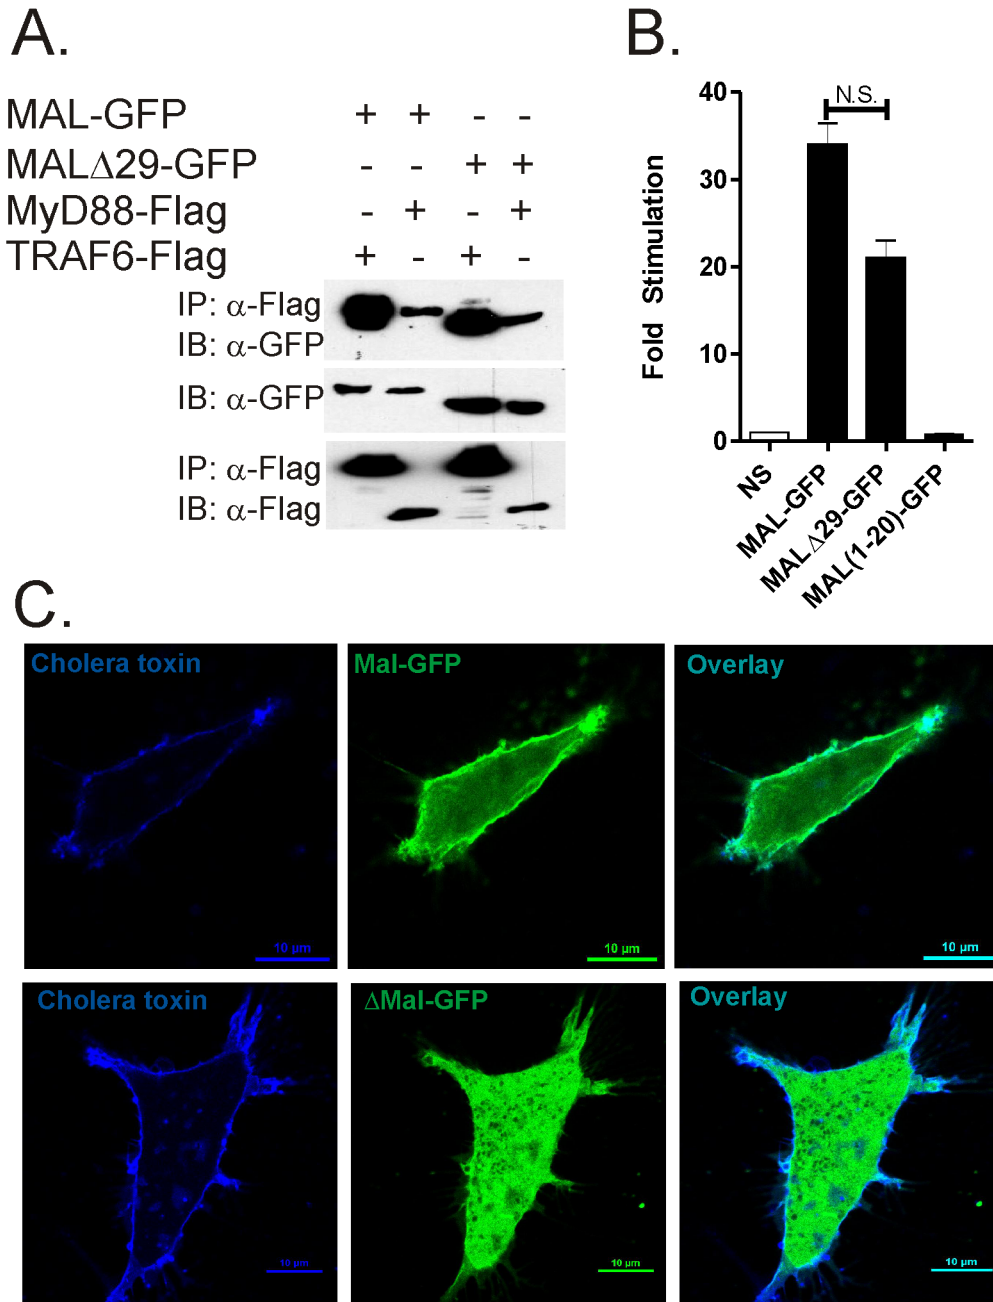 A.
MAL-GFP + + - -
MALΔ29-GFP - - + +
MyD88-Flag - + - +
TRAF6-Flag + - + -
IP: α-Flag
IB: α-GFP
IB: α-GFP
IP: α-Flag
IB: α-Flag
B.
N.S.
40
30
20
10
0
Fold Stimulation
NS
MAL-GFP
MALΔ29-GFP
MAL(1-20)-GFP
C.
Cholera toxin
Mal-GFP
Overlay
10 µm
10 µm
10 µm
Cholera toxin
ΔMal-GFP
Overlay
10 µm
10 µm
10 µm